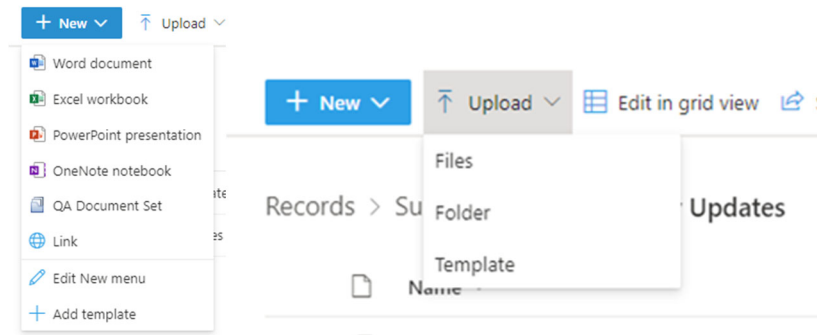 New
Upload
Word document
Excel workbook
PowerPoint presentation
OneNote notebook
QA Document Set
Link
Edit New menu
Add template
New
Upload
Edit in grid view
Files
Folder
Template
Records > Su
Updates
Name